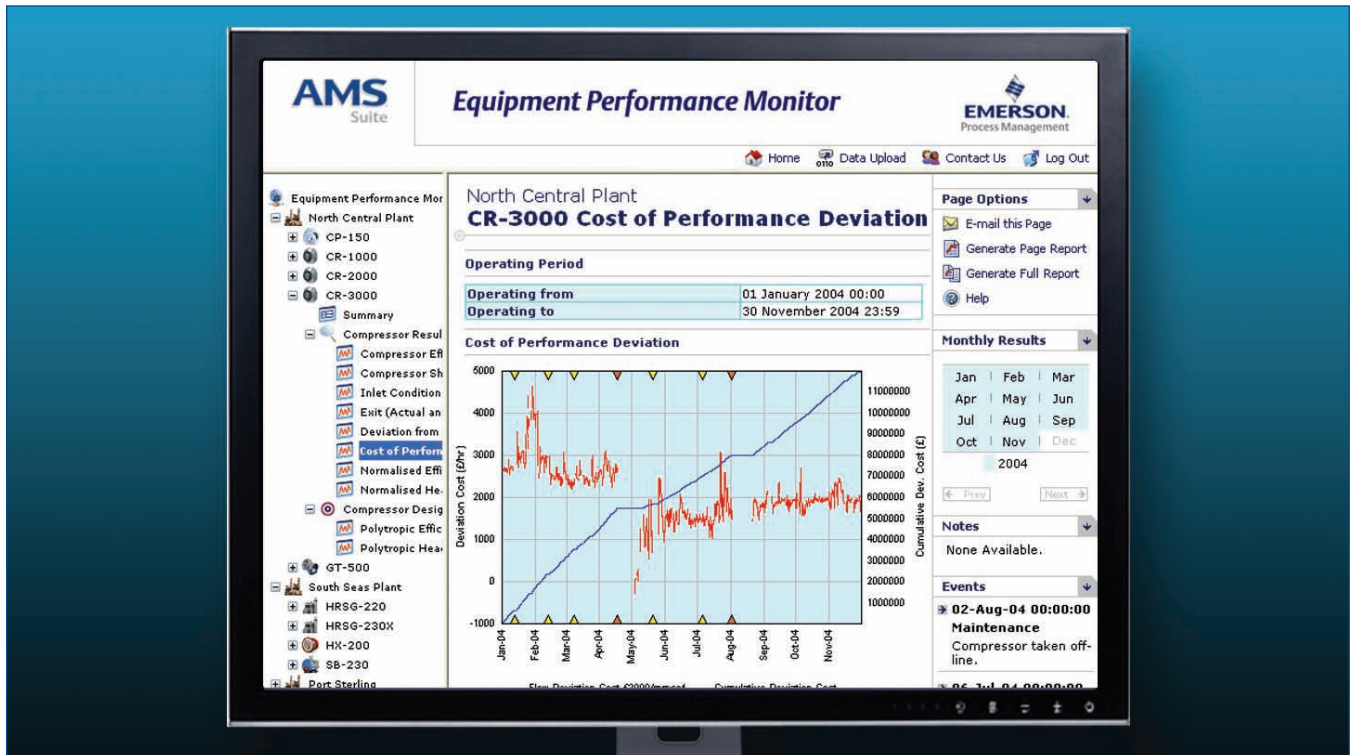 AMS
Suite
Equipment Performance Monitor
EMERSON.
Process Management
Home Data Upload Contact Us Log Out
Equipment Performance Mor
North Central Plant
CP-150
CR-1000
CR-2000
CR-3000
Summary
Compressor Resul
Compressor Eff
Compressor Sh
Inlet Condition
Exit (Actual an
Deviation from
Cost of Perform
Normalised Effi
Normalised He
Compressor Desig
Polytropic Effic
Polytropic Hea
GT-500
South Seas Plant
HRSG-220
HRSG-230X
HX-200
SB-230
Port Sterling
North Central Plant
CR-3000 Cost of Performance Deviation
Operating Period
Operating from 01 January 2004 00:00
Operating to 30 November 2004 23:59
Cost of Performance Deviation
Deviation Cost (£/hr)
5000
4000
3000
2000
1000
0
-1000
11000000
10000000
9000000
8000000
7000000
6000000
5000000
4000000
3000000
2000000
1000000
Cumulative Dev. Cost (£)
Jan-04 Feb-04 Mar-04 Apr-04 May-04 Jun-04 Jul-04 Aug-04 Sep-04 Oct-04 Nov-04
Page Options
E-mail this Page
Generate Page Report
Generate Full Report
Help
Monthly Results
Jan Feb Mar
Apr May Jun
Jul Aug Sep
Oct Nov Dec
2004
Prev Next
Notes
None Available.
Events
02-Aug-04 00:00:00
Maintenance
Compressor taken off-
line.